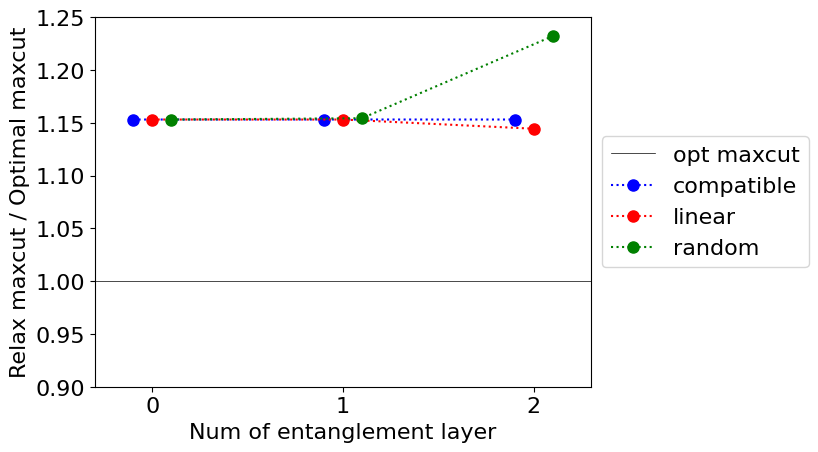 1.25
1.20
1.15
1.10
1.05
1.00
0.95
0.90
Relax maxcut / Optimal maxcut
0 1 2
Num of entanglement layer
opt maxcut
compatible
linear
random